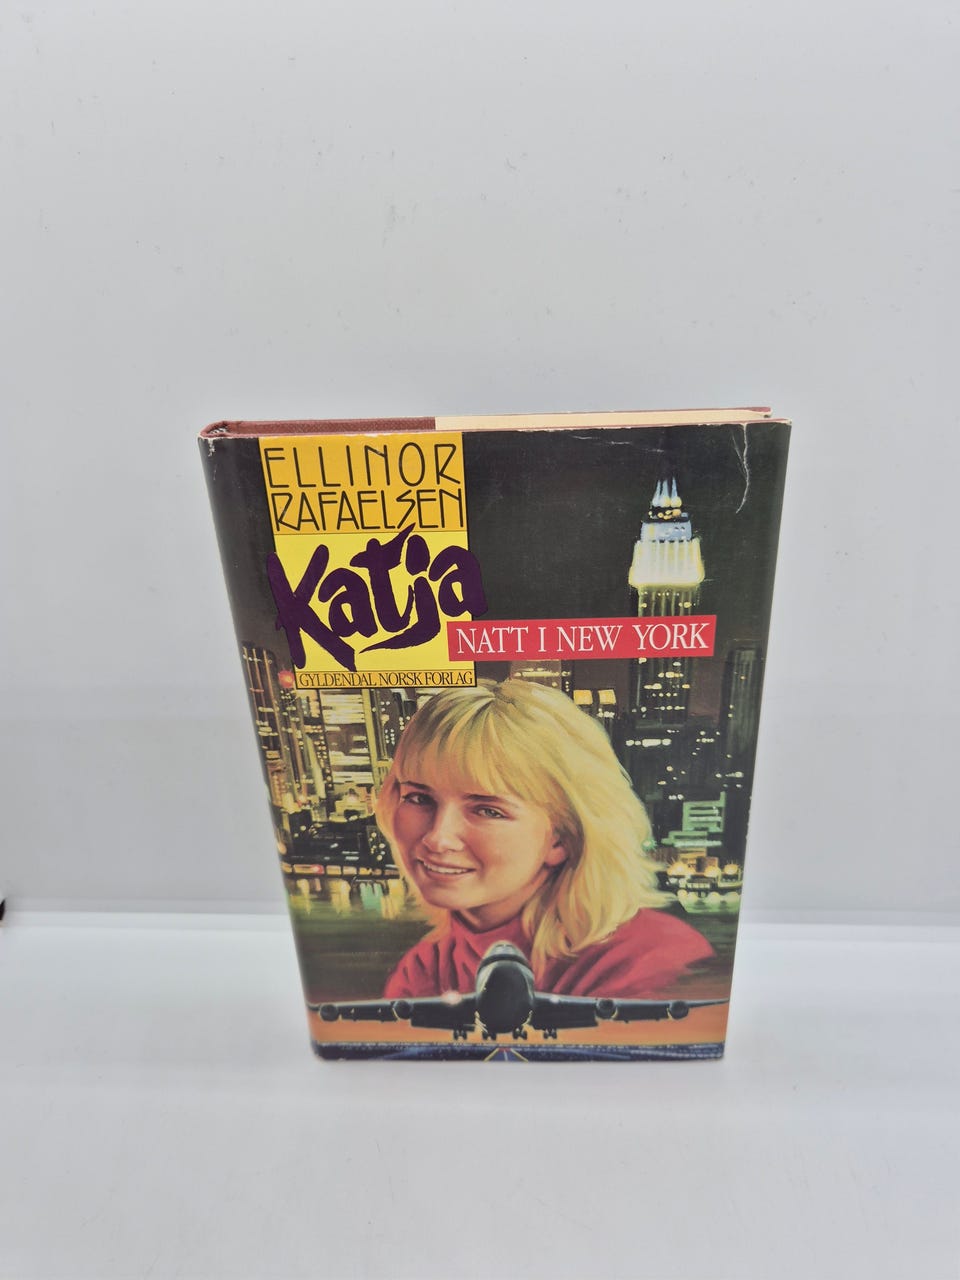 ELLINOR
RAFAELSEN
Katja
NATT I NEW YORK
GYLDENDAL NORSK FORLAG